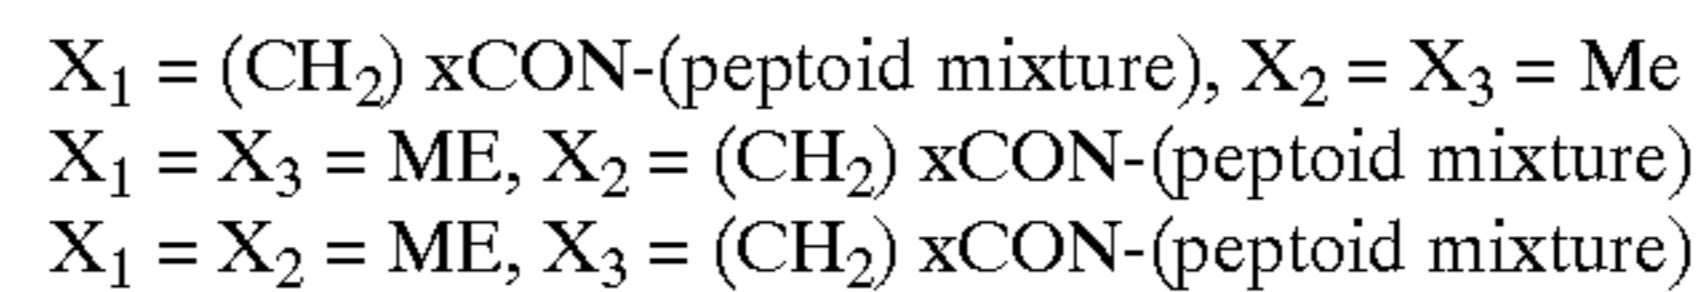 X₁ = (CH₂) xCON-(peptoid mixture), X₂ = X₃ = Me
X₁ = X₃ = ME, X₂ = (CH₂) xCON-(peptoid mixture)
X₁ = X₂ = ME, X₃ = (CH₂) xCON-(peptoid mixture)